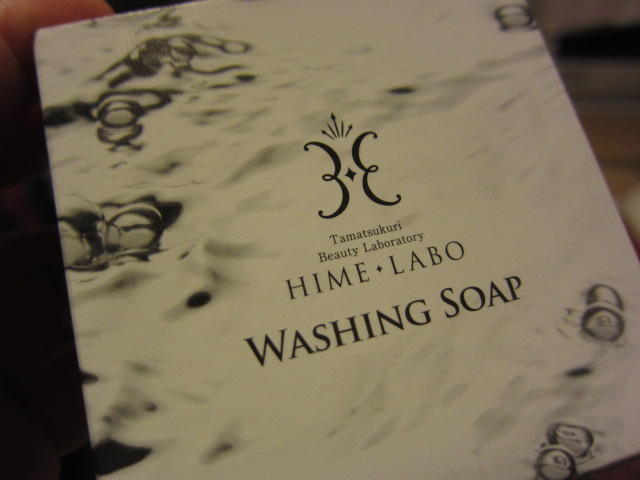 Tamatsukuri
Beauty Laboratory
HIME LABO
WASHING SOAP